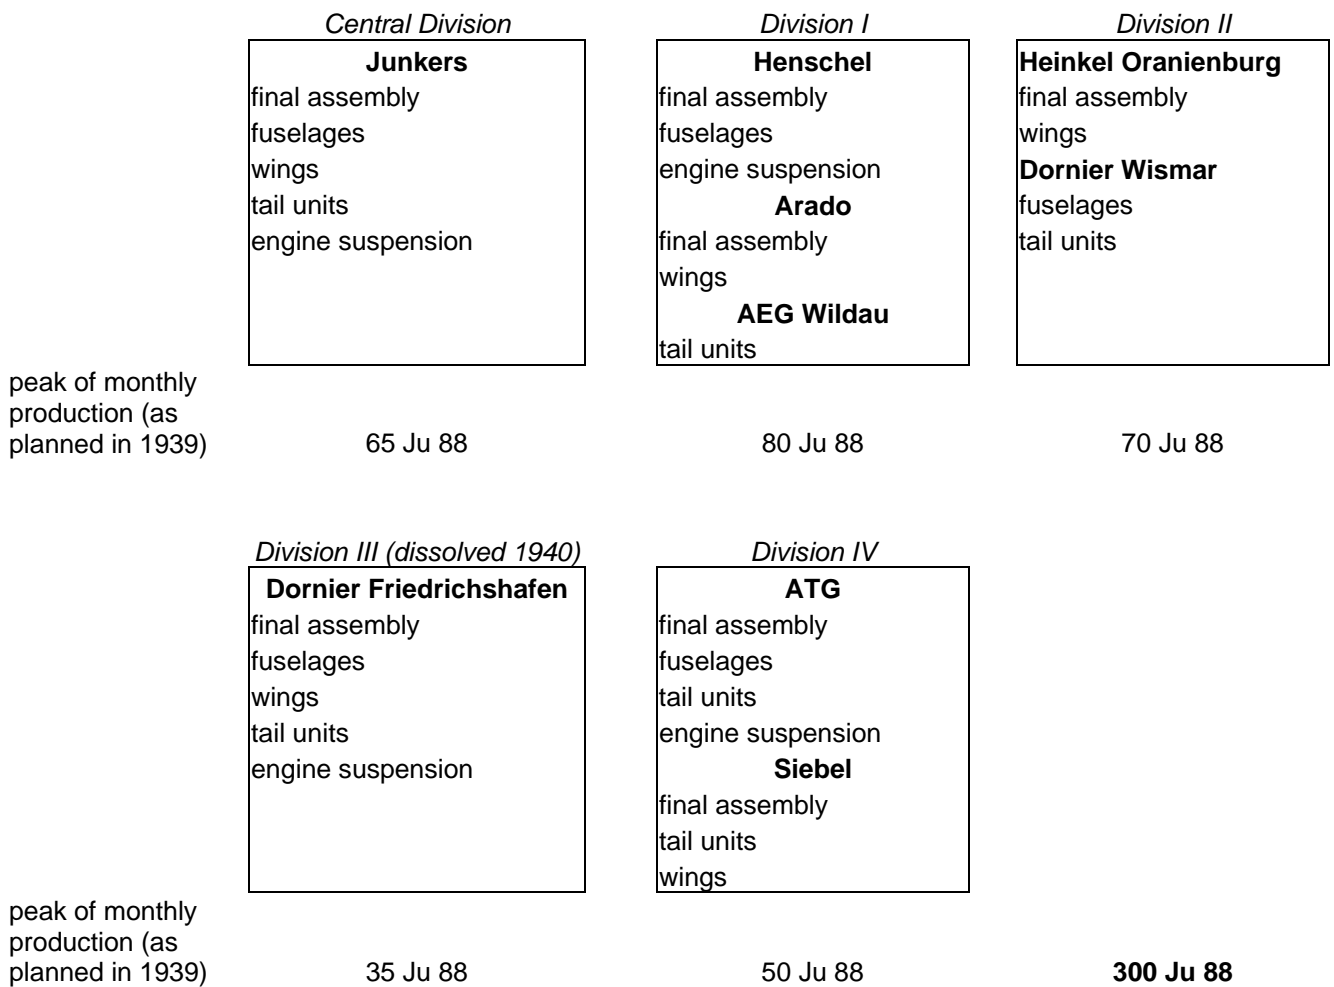 Central Division
Junkers
final assembly
fuselages
wings
tail units
engine suspension
Division I
Henschel
final assembly
fuselages
engine suspension
Arado
final assembly
wings
AEG Wildau
tail units
Division II
Heinkel Oranienburg
final assembly
wings
Dornier Wismar
fuselages
tail units
peak of monthly
production (as
planned in 1939)
65 Ju 88
80 Ju 88
70 Ju 88
Division III (dissolved 1940)
Dornier Friedrichshafen
final assembly
fuselages
wings
tail units
engine suspension
Division IV
ATG
final assembly
fuselages
tail units
engine suspension
Siebel
final assembly
tail units
wings
peak of monthly
production (as
planned in 1939)
35 Ju 88
50 Ju 88
300 Ju 88